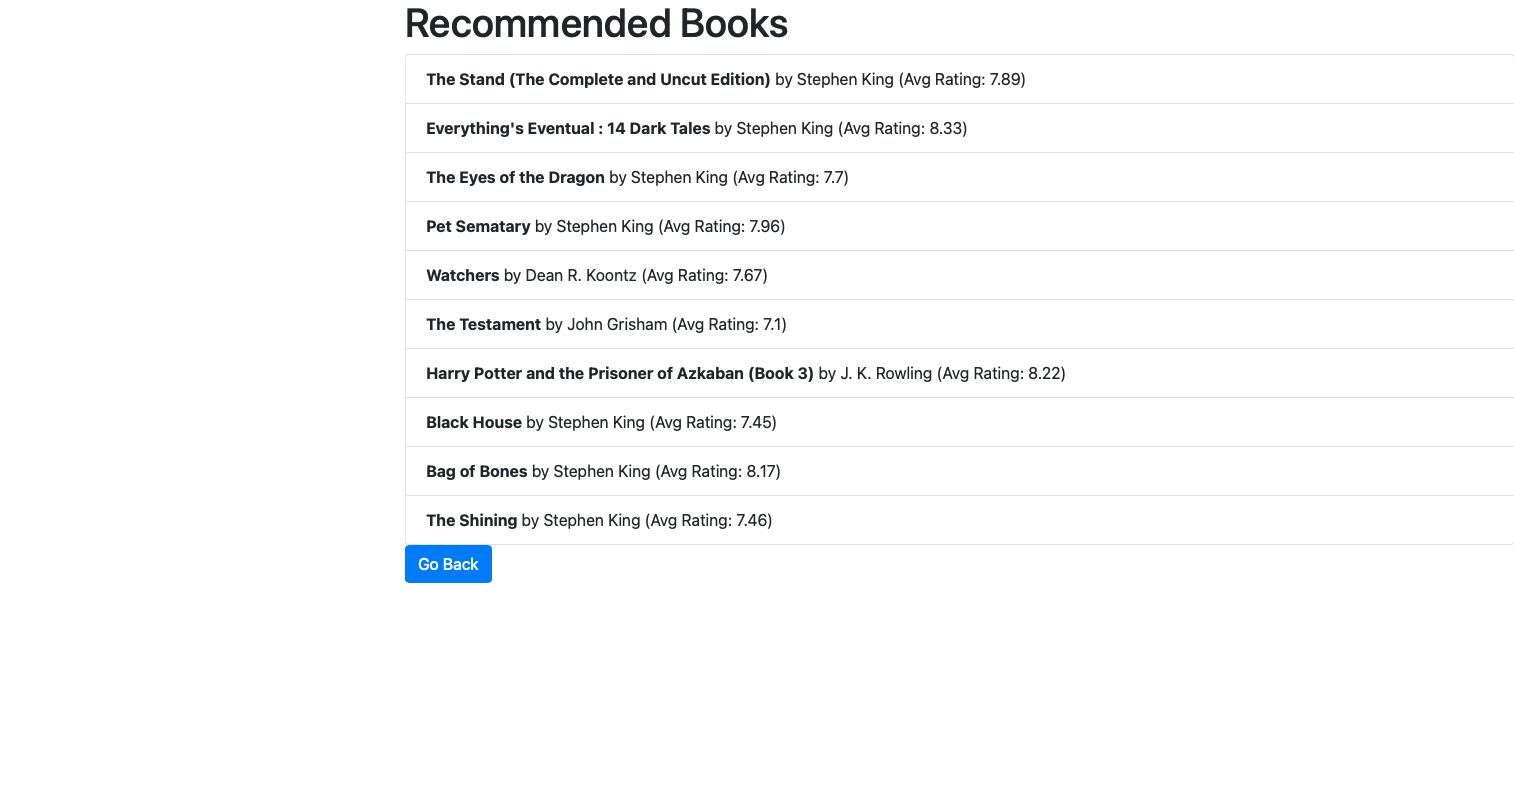 Recommended Books
The Stand (The Complete and Uncut Edition) by Stephen King (Avg Rating: 7.89)
Everything's Eventual : 14 Dark Tales by Stephen King (Avg Rating: 8.33)
The Eyes of the Dragon by Stephen King (Avg Rating: 7.7)
Pet Sematary by Stephen King (Avg Rating: 7.96)
Watchers by Dean R. Koontz (Avg Rating: 7.67)
The Testament by John Grisham (Avg Rating: 7.1)
Harry Potter and the Prisoner of Azkaban (Book 3) by J. K. Rowling (Avg Rating: 8.22)
Black House by Stephen King (Avg Rating: 7.45)
Bag of Bones by Stephen King (Avg Rating: 8.17)
The Shining by Stephen King (Avg Rating: 7.46)
Go Back